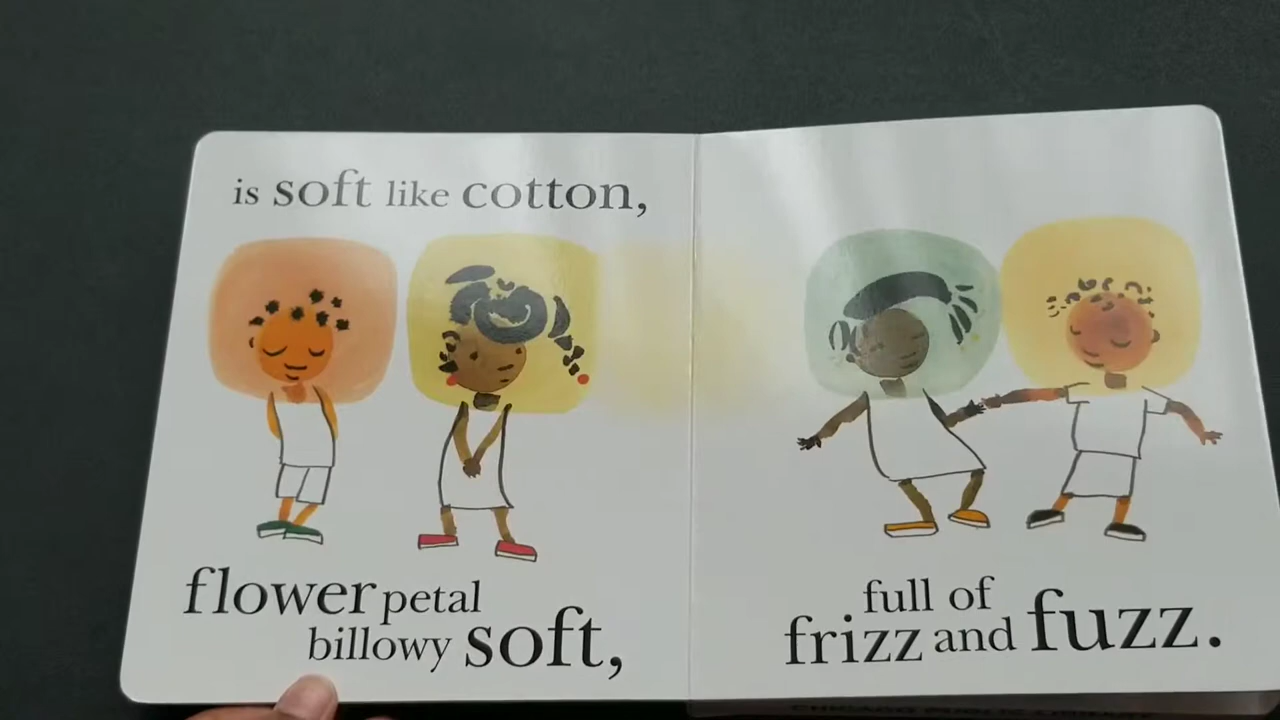 is soft like cotton,
flower petal
billowy soft,
full of
frizz and fuzz.